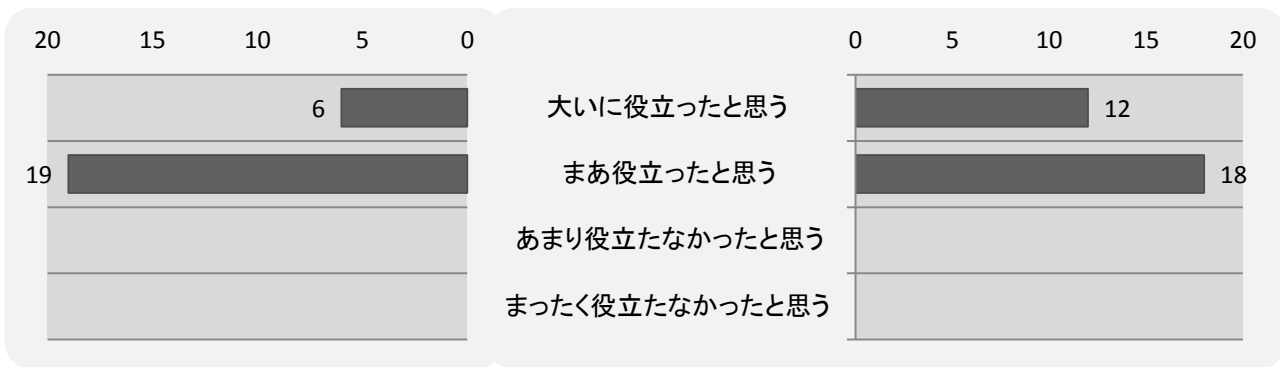 20 15 10 5 0 0 5 10 15 20
6 大いに役立ったと思う 12
19 まあ役立ったと思う 18
あまり役立たなかったと思う
まったく役立たなかったと思う